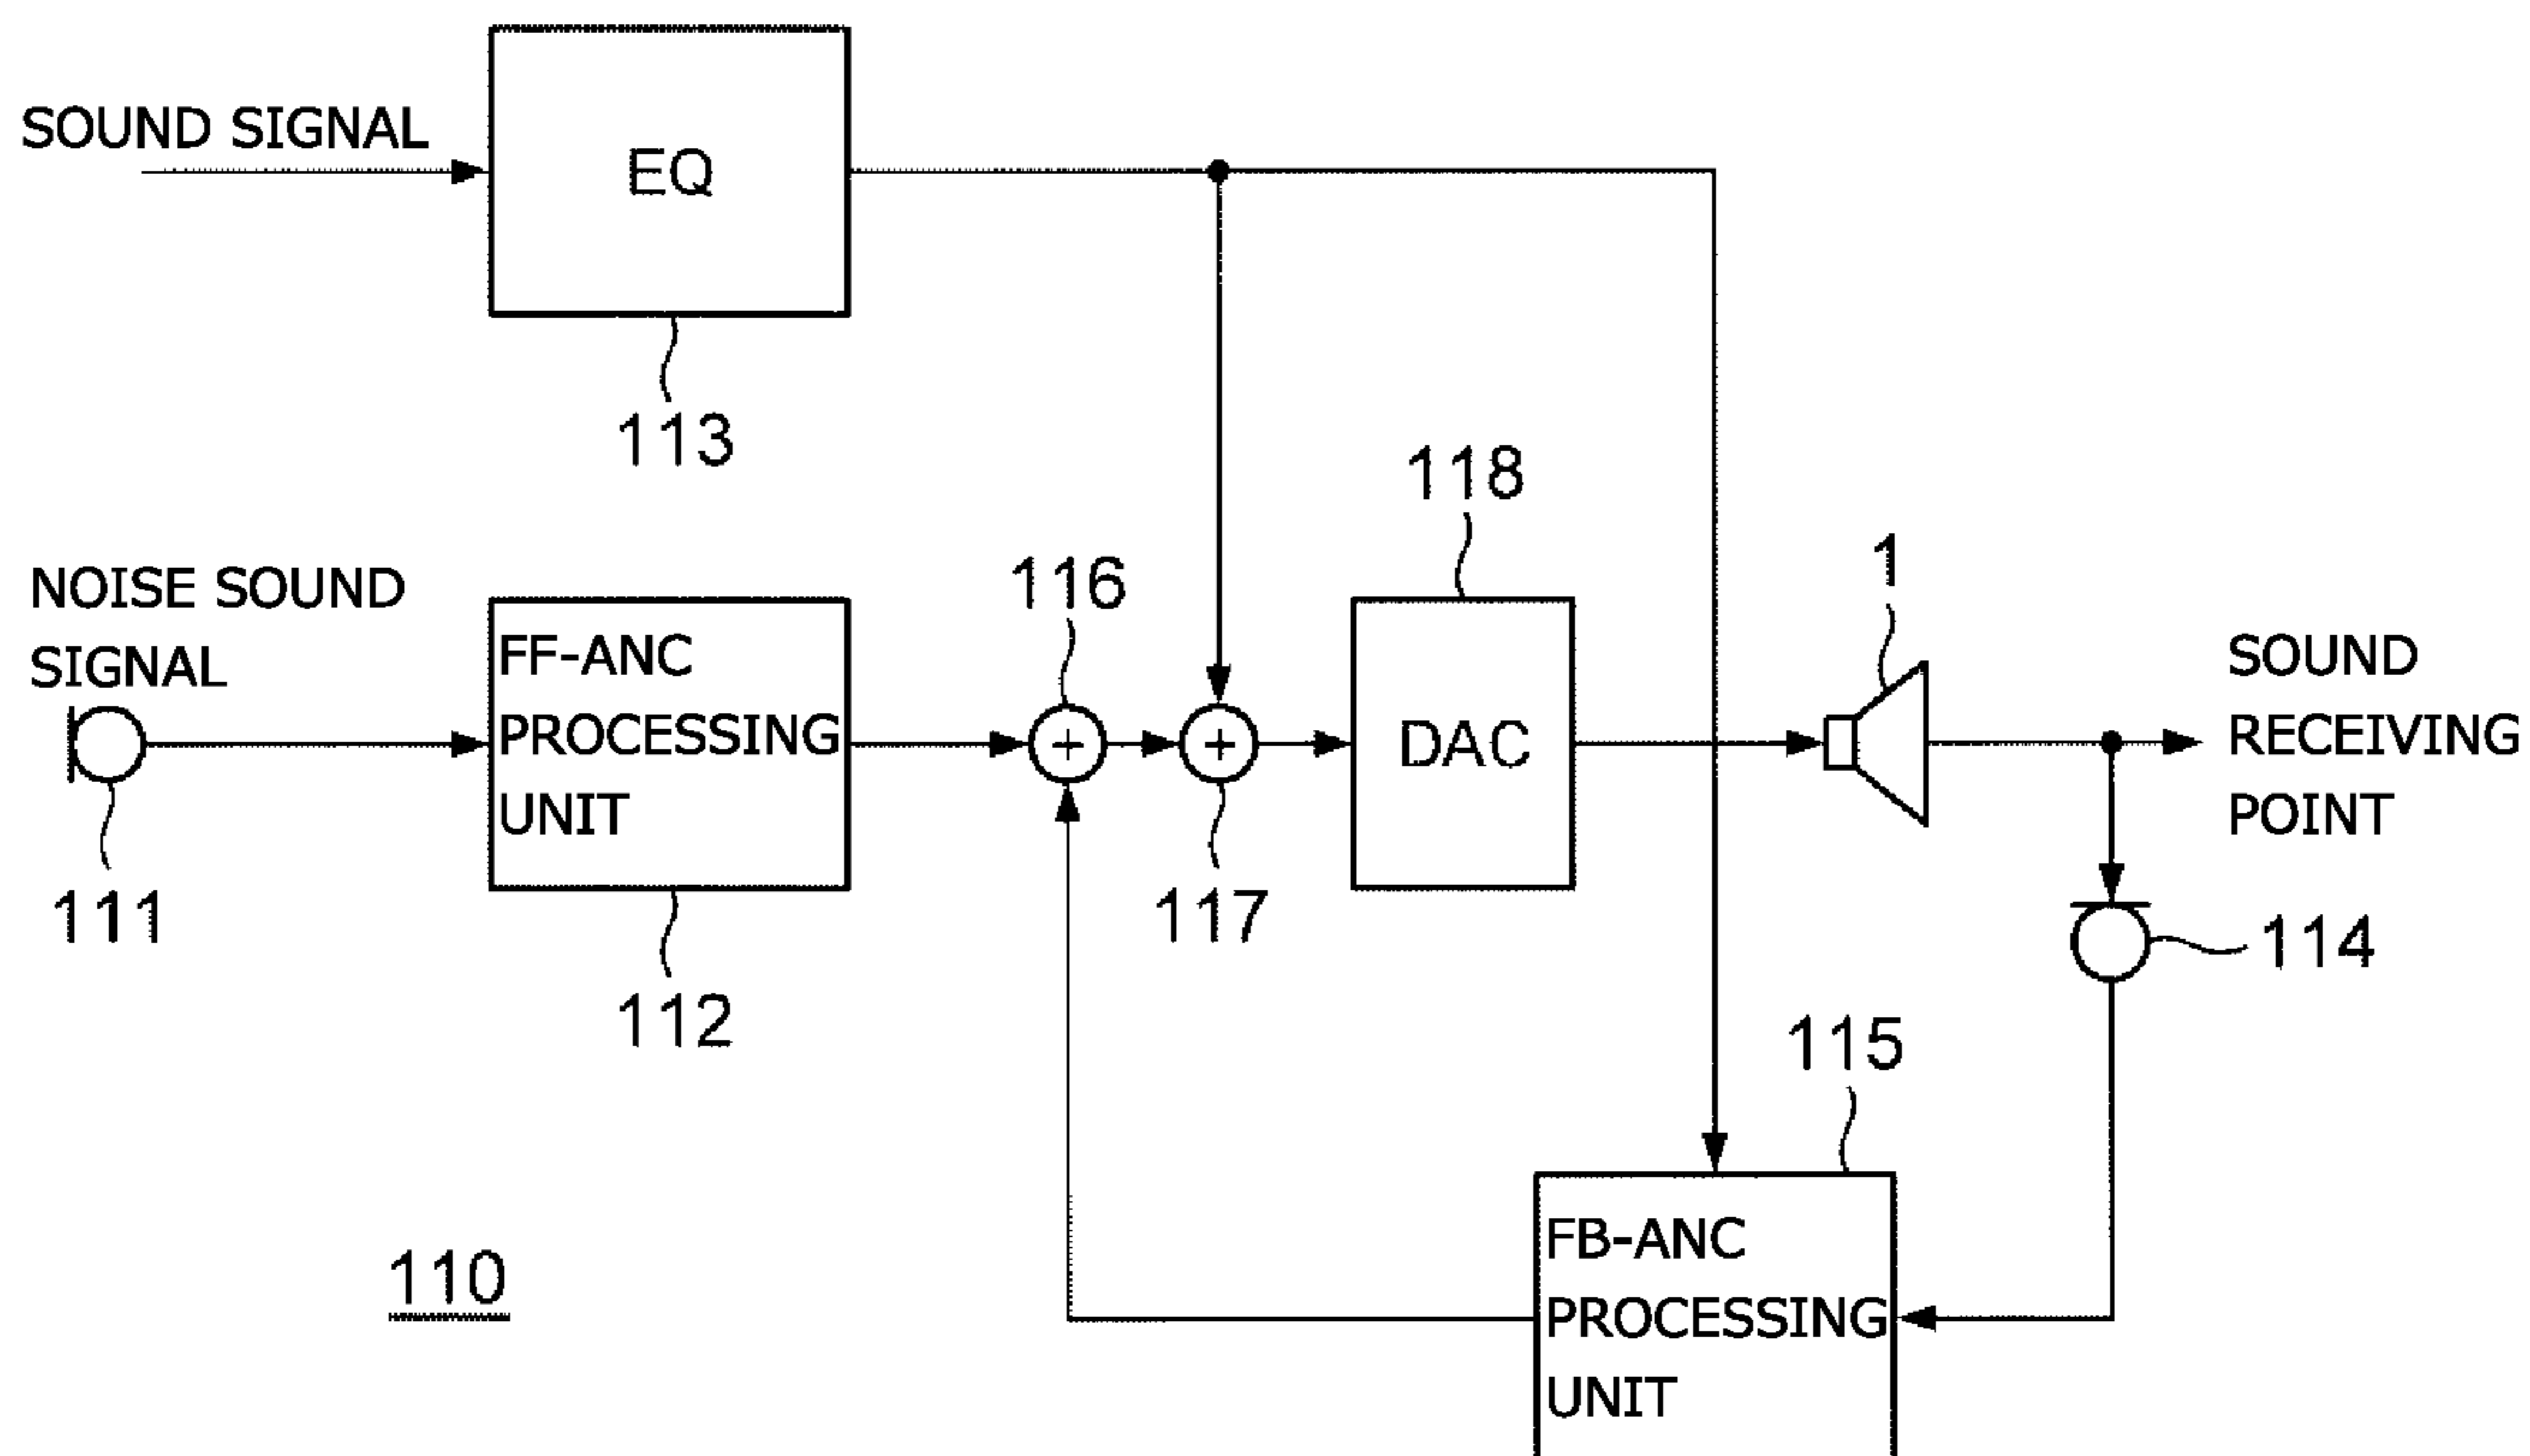 SOUND SIGNAL
EQ
113
118
1
NOISE SOUND
SIGNAL
111
FF-ANC
PROCESSING
UNIT
112
116
+
+
117
DAC
SOUND
RECEIVING
POINT
114
115
FB-ANC
PROCESSING
UNIT
110